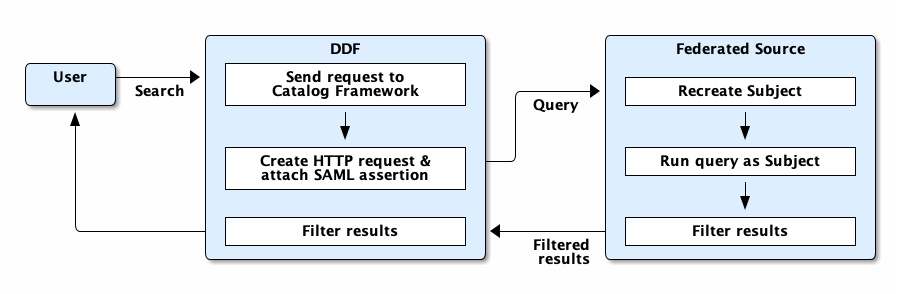 User
Search
DDF
Send request to
Catalog Framework
Create HTTP request &
attach SAML assertion
Filter results
Query
Federated Source
Recreate Subject
Run query as Subject
Filter results
Filtered
results